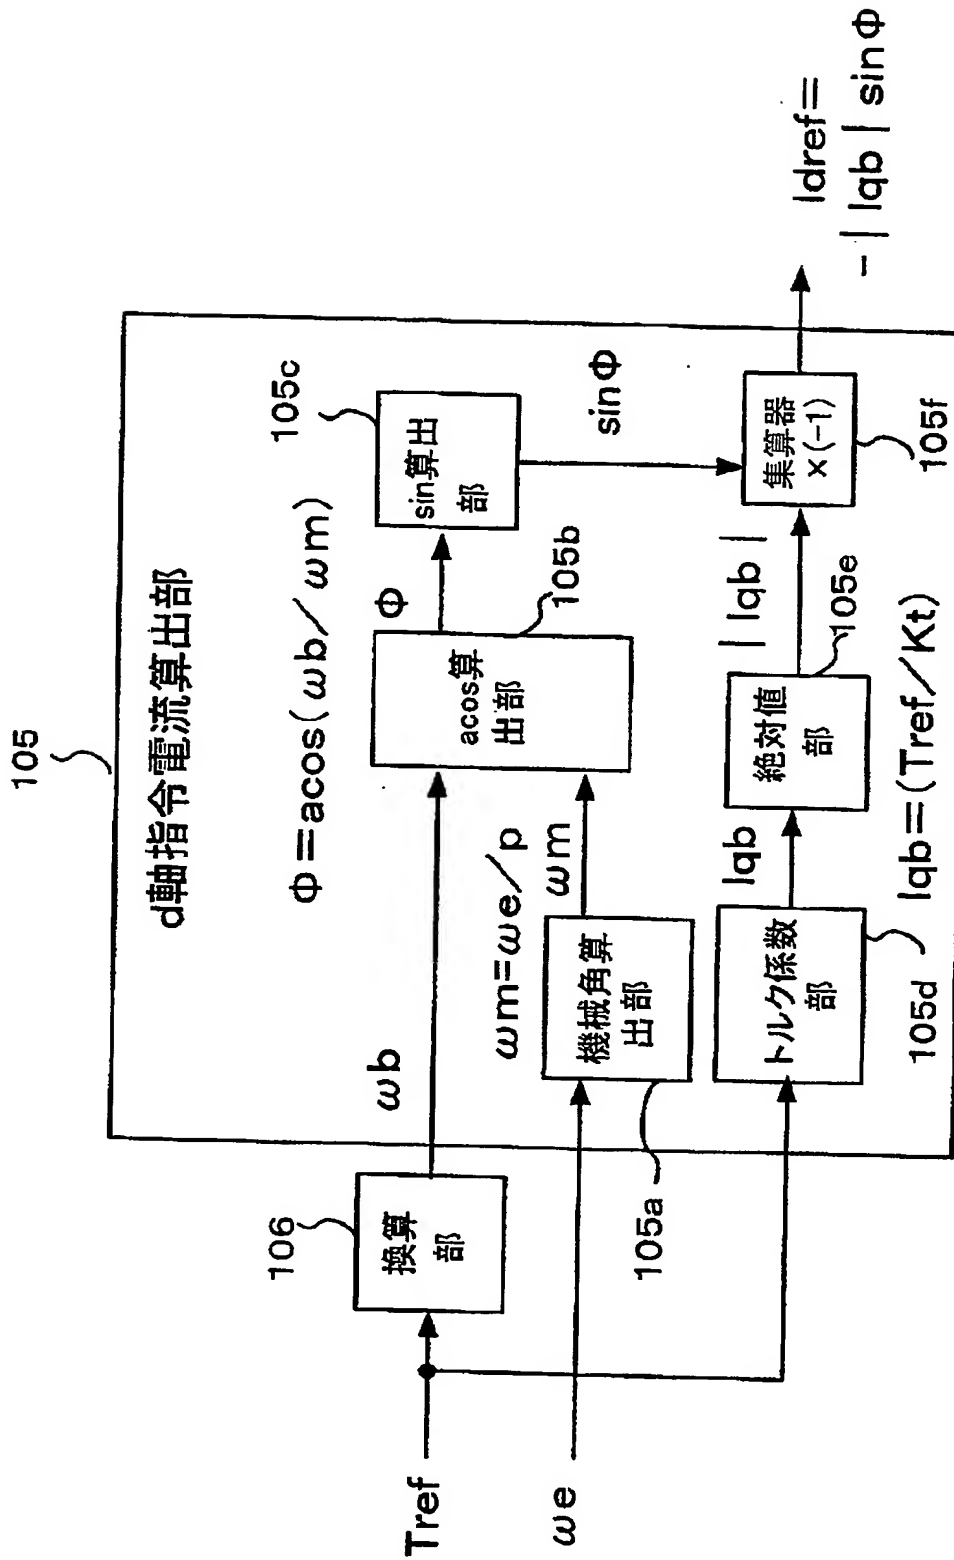 105
d軸指令電流算出部
Φ=acos(ωb/ωm)
106
換算
部
ωb
acos算
出部
105b
Φ
sin算出
部
105c
sinΦ
Tref
ωe
ωm=ωe/p
機械角算
出部
105a
ωm
トルク係数
部
105d
Iqb
Iqb=(Tref/Kt)
絶対値
部
105e
|Iqb|
集算器
×(-1)
105f
Idref=
-|Iqb|sinΦ